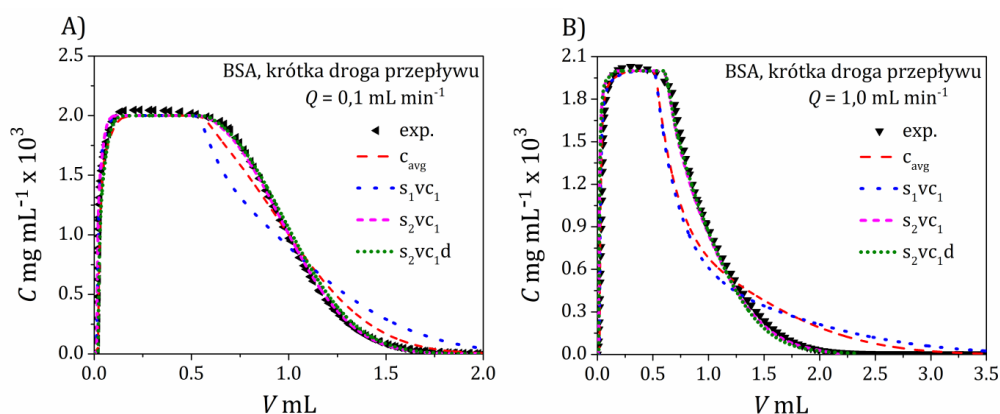 A)
2.5
2.0
1.5
1.0
0.5
0.0
C mg mL⁻¹ x 10³
BSA, krótka droga przepływu
Q = 0,1 mL min⁻¹
exp.
c_avg
s₁vc₁
s₂vc₁
s₂vc₁d
0.0 0.5 1.0 1.5 2.0
V mL
B)
2.1
1.8
1.5
1.2
0.9
0.6
0.3
0.0
C mg mL⁻¹ x 10³
BSA, krótka droga przepływu
Q = 1,0 mL min⁻¹
exp.
c_avg
s₁vc₁
s₂vc₁
s₂vc₁d
0.0 0.5 1.0 1.5 2.0 2.5 3.0 3.5
V mL